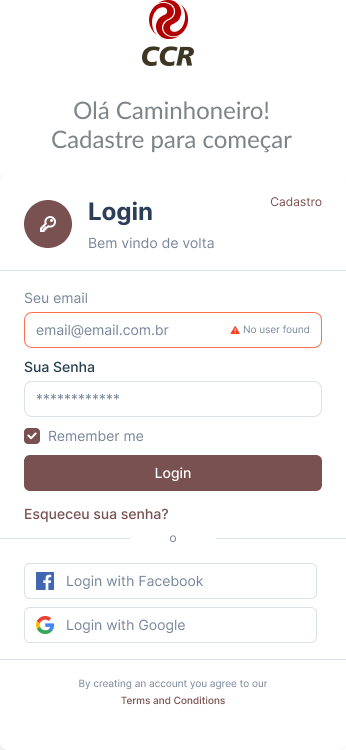 CCR
Olá Caminhoneiro!
Cadastre para começar
Login
Cadastro
Bem vindo de volta
Seu email
email@email.com.br
No user found
Sua Senha
************
Remember me
Login
Esqueceu sua senha?
o
Login with Facebook
Login with Google
By creating an account you agree to our
Terms and Conditions